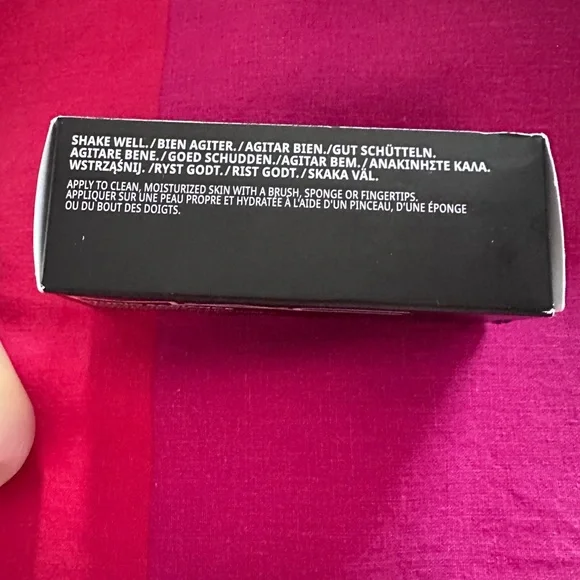 SHAKE WELL./BIEN AGITER./AGITAR BIEN./GUT SCHÜTTELN.
AGITARE BENE./GOED SCHUDDEN./AGITAR BEM./ΑΝΑΚΙΝΗΣΤΕ ΚΑΛΑ.
WSTRZĄŚNIJ./RYST GODT./RIST GODT./SKAKA VÄL.
APPLY TO CLEAN, MOISTURIZED SKIN WITH A BRUSH, SPONGE OR FINGERTIPS.
APPLIQUER SUR UNE PEAU PROPRE ET HYDRATÉE À L'AIDE D'UN PINCEAU, D'UNE ÉPONGE
OU DU BOUT DES DOIGTS.